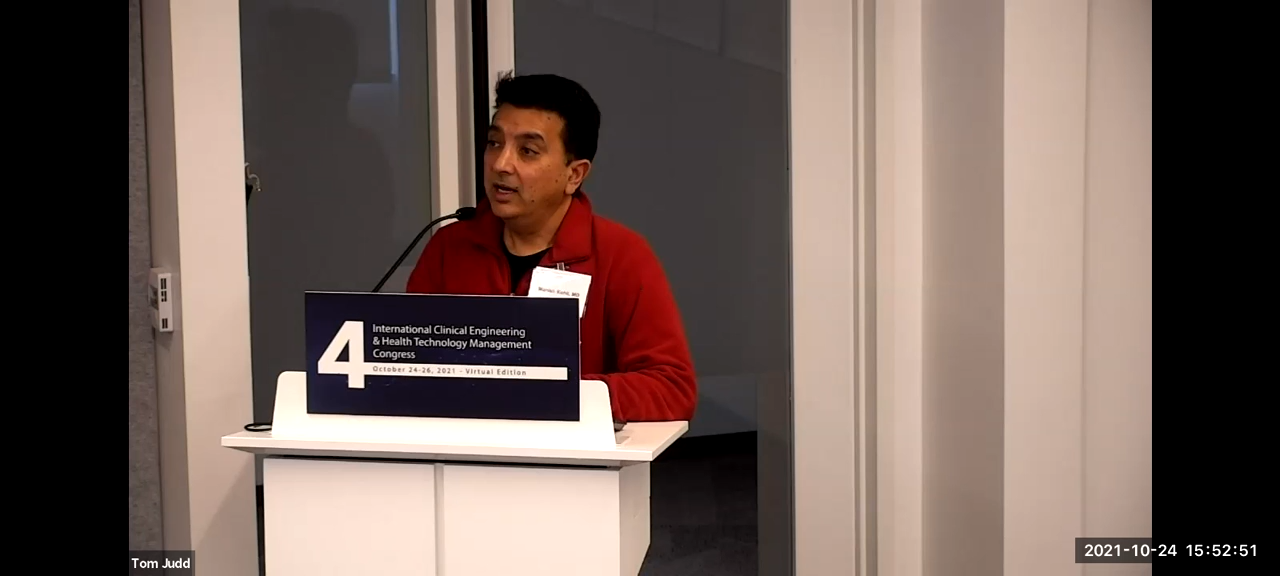 4
International Clinical Engineering
& Health Technology Management
Congress
October 24-26, 2021 - Virtual Edition
Tom Judd
2021-10-24 15:52:51